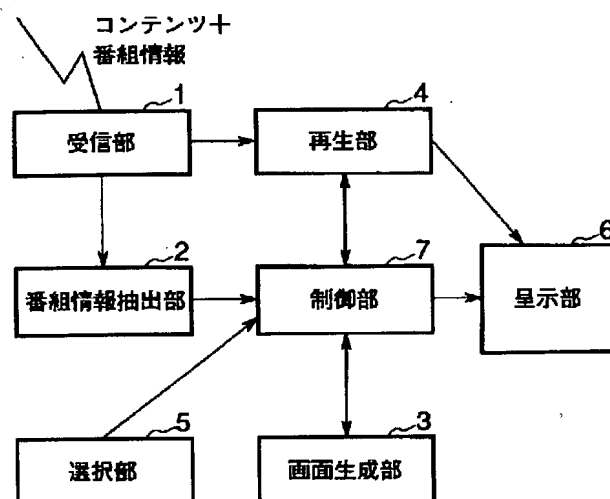 コンテンツ+
番組情報
1
受信部
4
再生部
2
番組情報抽出部
7
制御部
6
呈示部
5
選択部
3
画面生成部